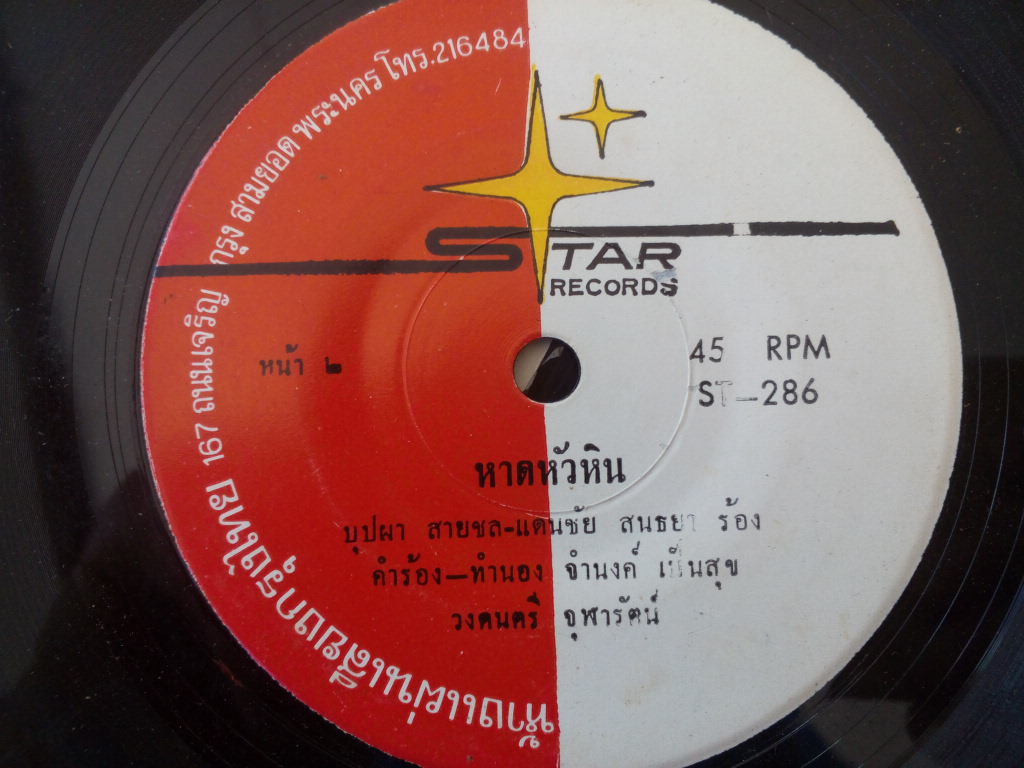 ห้างแผ่นเสียงกรุงไทย 167 ถนนเจริญ กรุง สามยอด พระนคร โทร.216484
STAR
RECORDS
หน้า ๒
45 RPM
ST-286
หาดหัวหิน
บุปผา สายชล-แดนชัย สนธยา ร้อง
คำร้อง-ทำนอง จำนงค์ เป็นสุข
วงดนตรี จุฬารัตน์